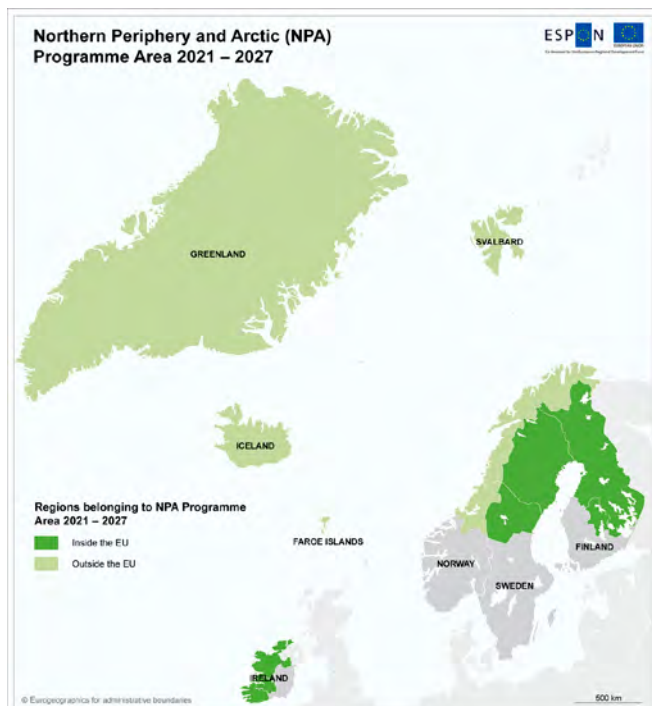 Northern Periphery and Arctic (NPA)
Programme Area 2021 – 2027
ESPON
EUROPEAN UNION
GREENLAND
SVALBARD
ICELAND
Regions belonging to NPA Programme
Area 2021 – 2027
Inside the EU
Outside the EU
FAROE ISLANDS
NORWAY
SWEDEN
FINLAND
IRELAND
© Eurogeographics for administrative boundaries
500 km